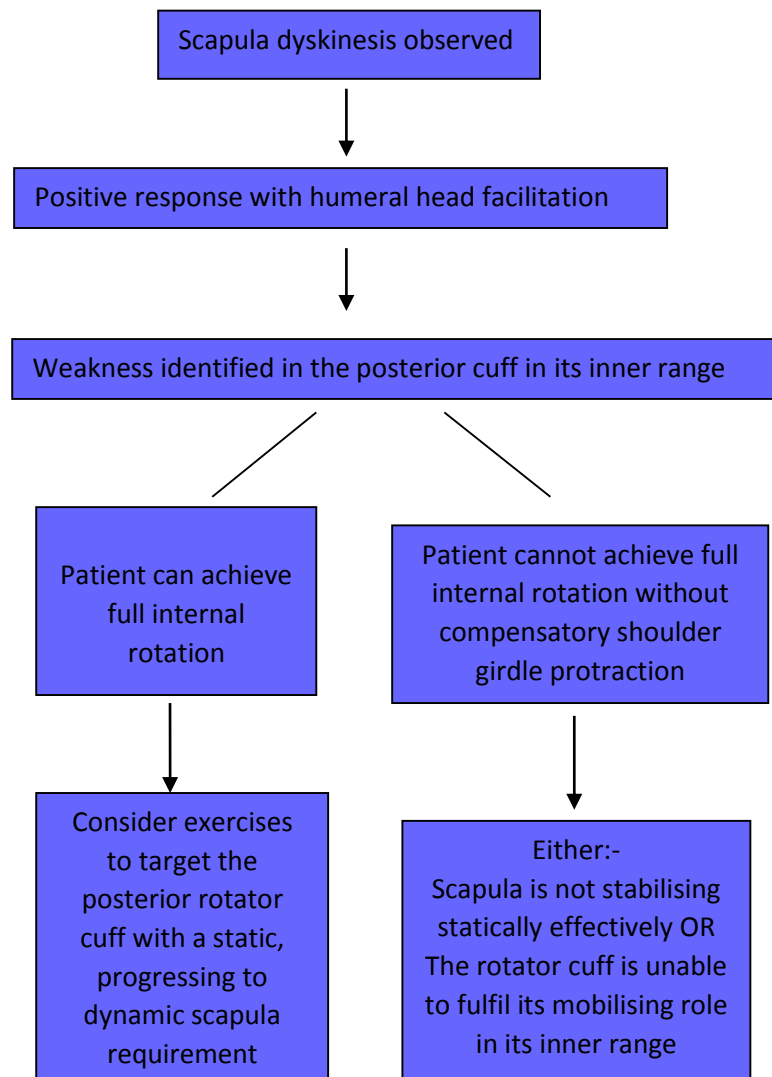 Scapula dyskinesis observed
Positive response with humeral head facilitation
Weakness identified in the posterior cuff in its inner range
Patient can achieve
full internal
rotation
Patient cannot achieve full
internal rotation without
compensatory shoulder
girdle protraction
Consider exercises
to target the
posterior rotator
cuff with a static,
progressing to
dynamic scapula
requirement
Either:-
Scapula is not stabilising
statically effectively OR
The rotator cuff is unable
to fulfil its mobilising role
in its inner range